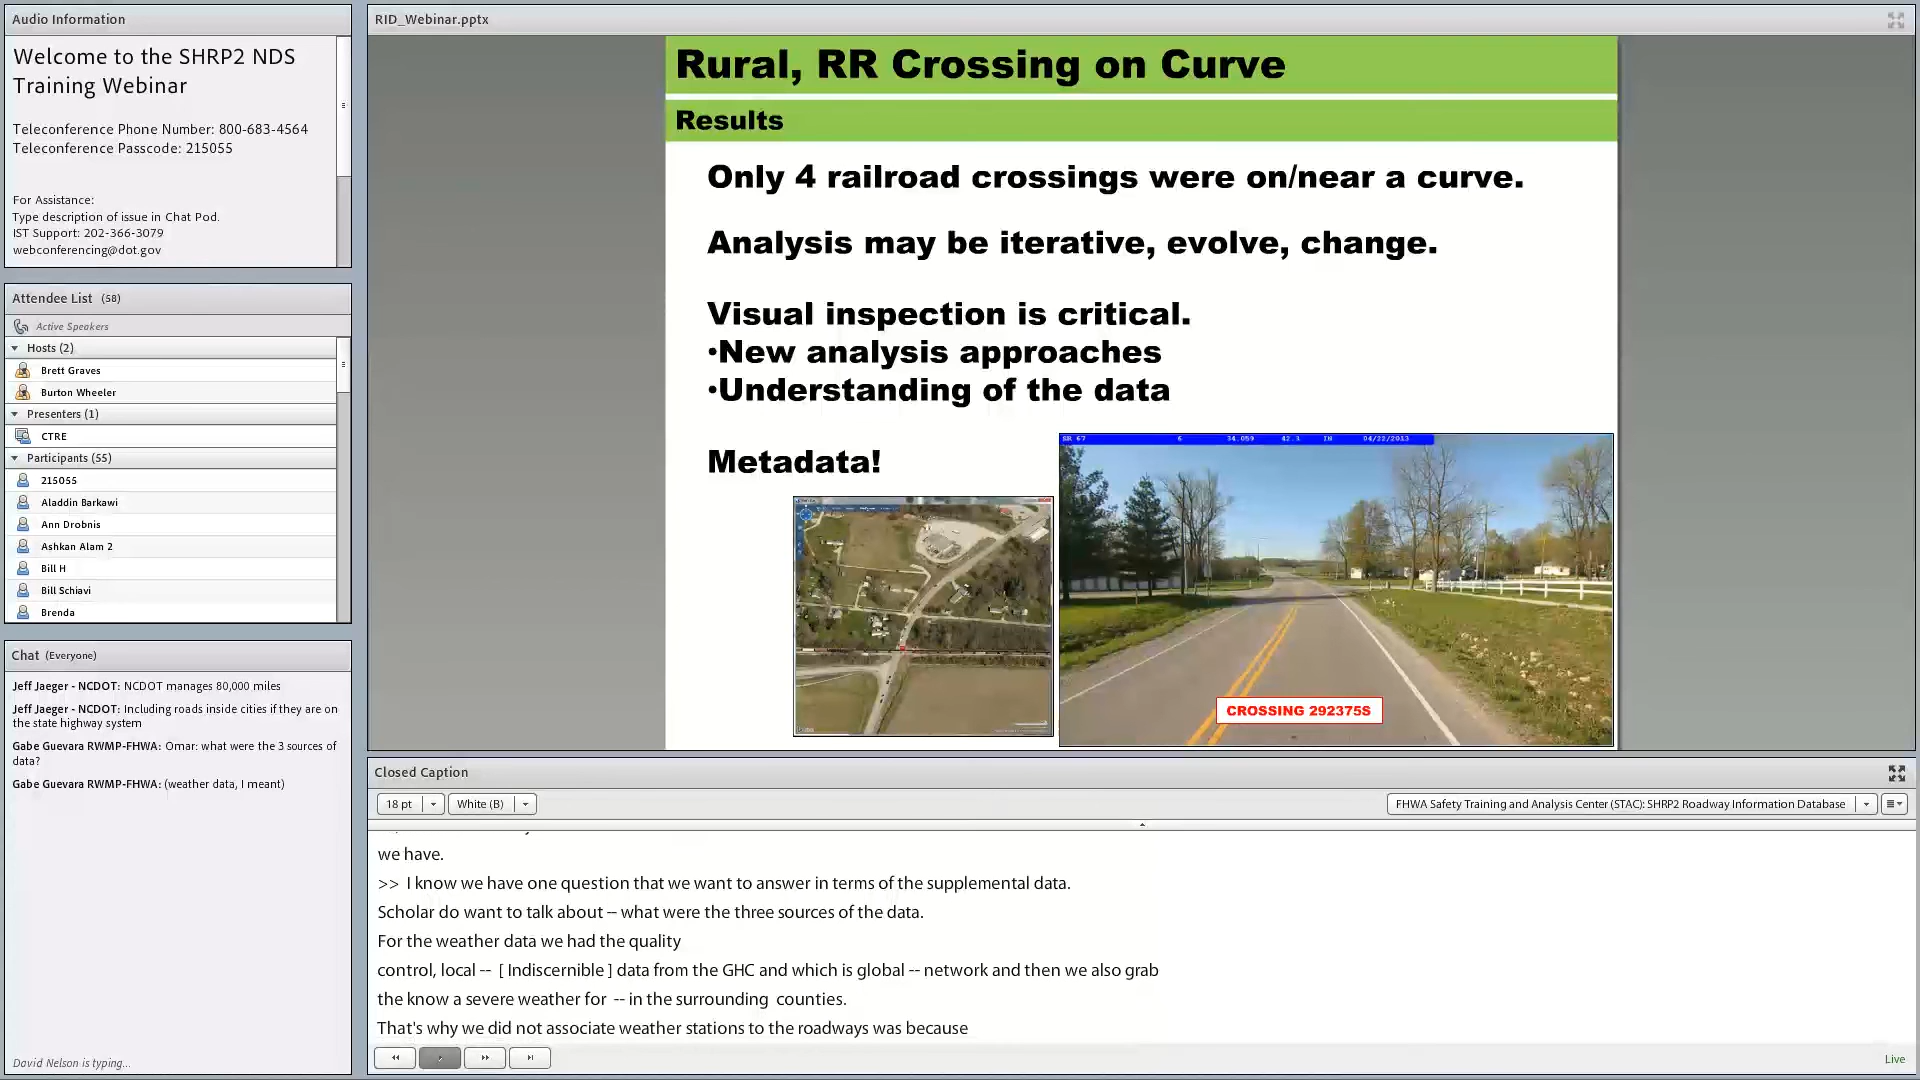 Audio Information
Welcome to the SHRP2 NDS
Training Webinar
Teleconference Phone Number: 800-683-4564
Teleconference Passcode: 215055
For Assistance:
Type description of issue in Chat Pod.
IST Support: 202-366-3079
webconferencing@dot.gov
Attendee List (58)
Active Speakers
Hosts (2)
Brett Graves
Burton Wheeler
Presenters (1)
CTRE
Participants (55)
215055
Aladdin Barkawi
Ann Drobnis
Ashkan Alam 2
Bill H
Bill Schiavi
Brenda
Chat (Everyone)
Jeff Jaeger - NCDOT: NCDOT manages 80,000 miles
Jeff Jaeger - NCDOT: Including roads inside cities if they are on
the state highway system
Gabe Guevara RWMP-FHWA: Omar: what were the 3 sources of
data?
Gabe Guevara RWMP-FHWA: (weather data, I meant)
David Nelson is typing...
RID_Webinar.pptx
Rural, RR Crossing on Curve
Results
Only 4 railroad crossings were on/near a curve.
Analysis may be iterative, evolve, change.
Visual inspection is critical.
•New analysis approaches
•Understanding of the data
Metadata!
SR 67 6 34.059 42.3 IN 04/22/2013
CROSSING 292375S
Closed Caption
18 pt White (B) FHWA Safety Training and Analysis Center (STAC): SHRP2 Roadway Information Database
we have.
>> I know we have one question that we want to answer in terms of the supplemental data.
Scholar do want to talk about -- what were the three sources of the data.
For the weather data we had the quality
control, local -- [ Indiscernible ] data from the GHC and which is global -- network and then we also grab
the know a severe weather for -- in the surrounding counties.
That's why we did not associate weather stations to the roadways was because
Live